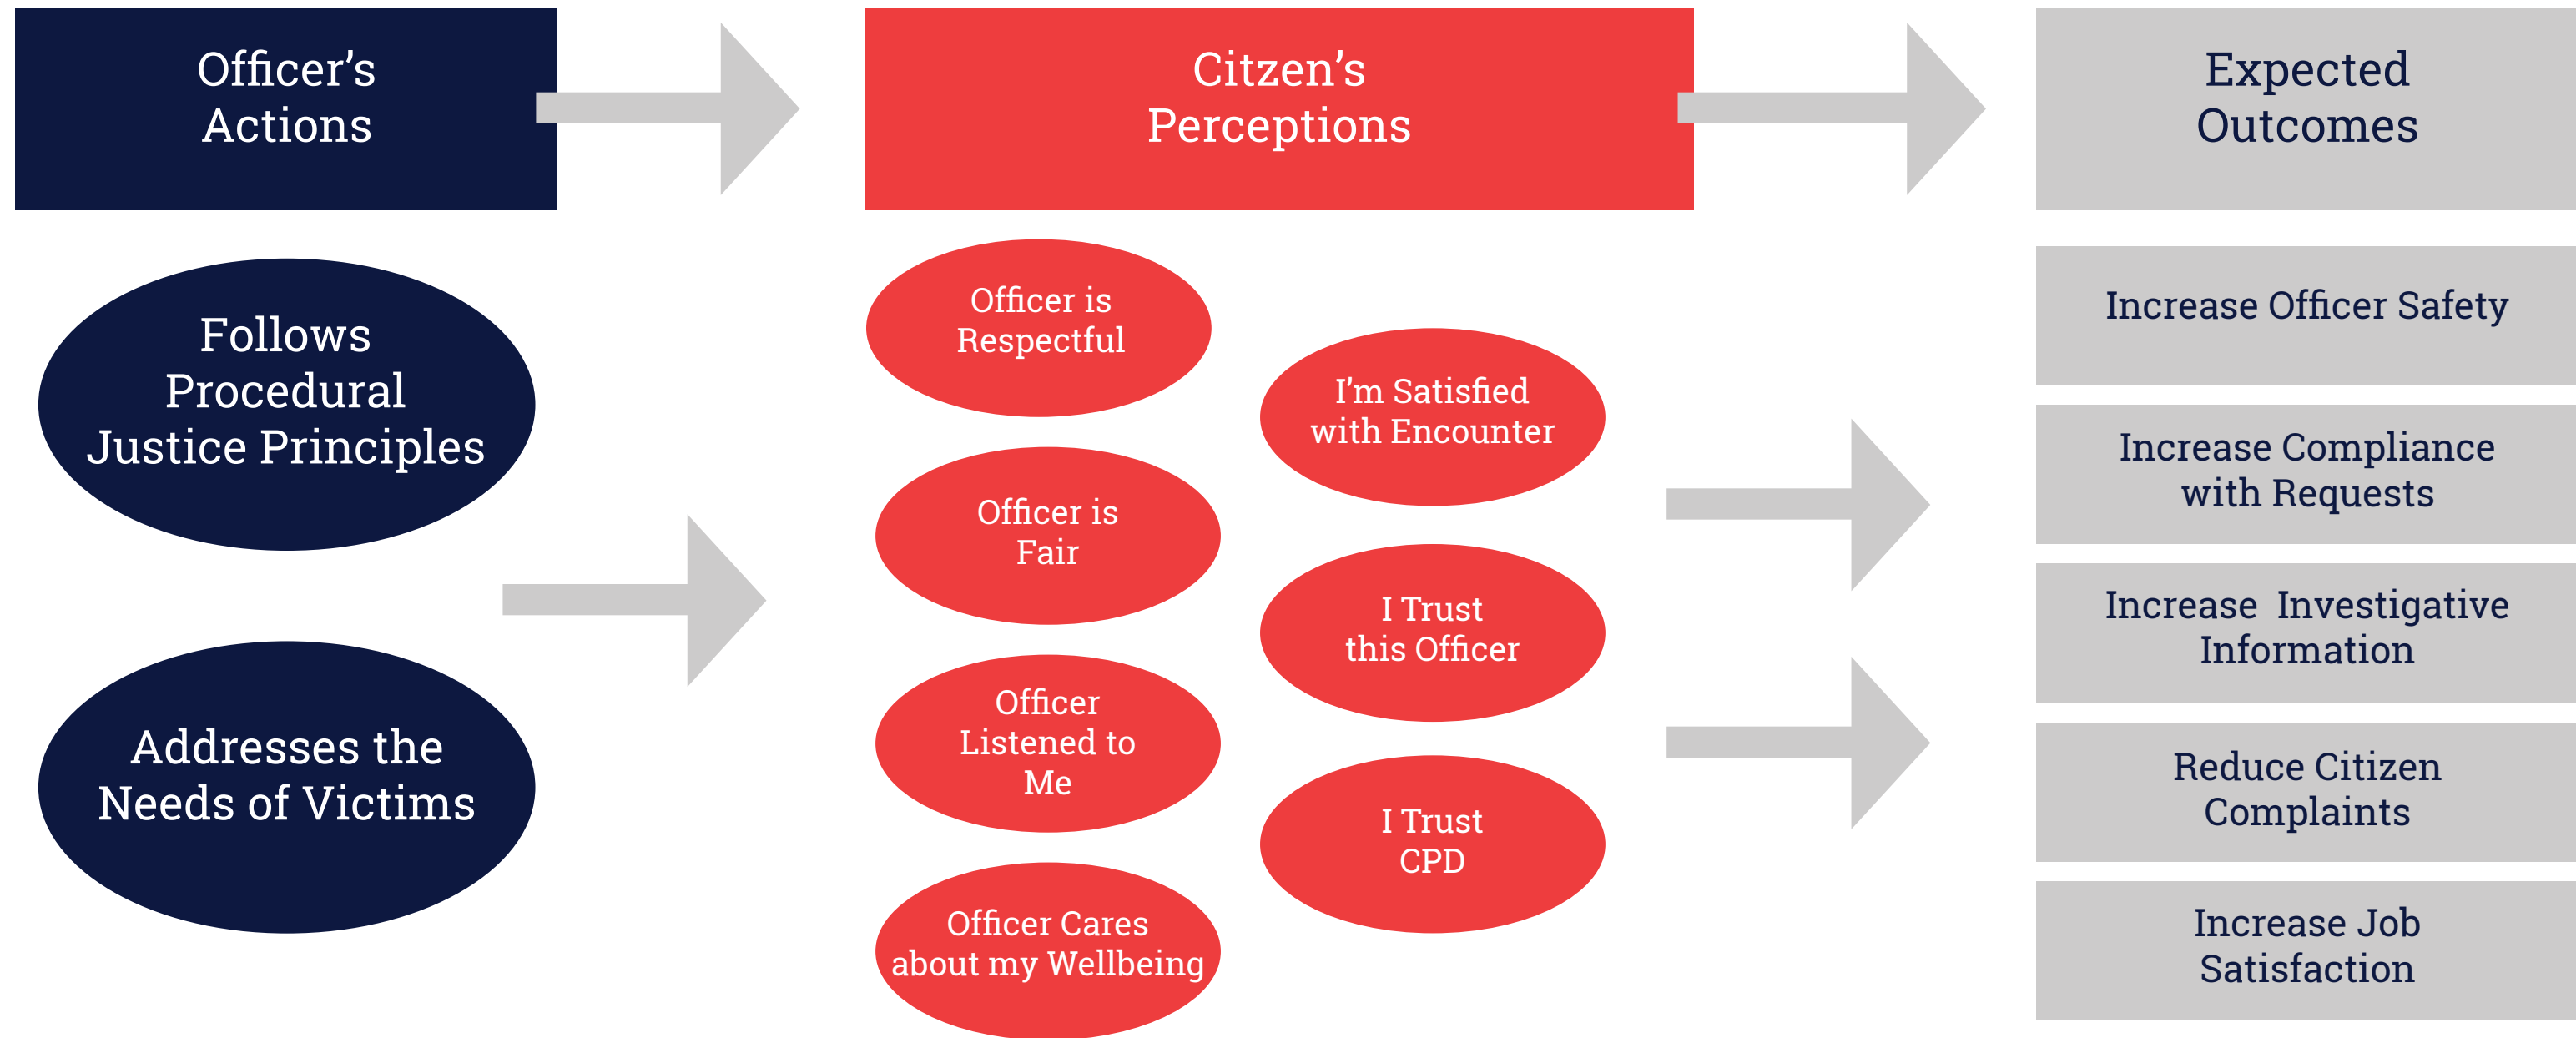 Officer’s
Actions
Citzen’s
Perceptions
Expected
Outcomes
Follows
Procedural
Justice Principles
Addresses the
Needs of Victims
Officer is
Respectful
Officer is
Fair
Officer
Listened to
Me
Officer Cares
about my Wellbeing
I’m Satisfied
with Encounter
I Trust
this Officer
I Trust
CPD
Increase Officer Safety
Increase Compliance
with Requests
Increase  Investigative
Information
Reduce Citizen
Complaints
Increase Job
Satisfaction